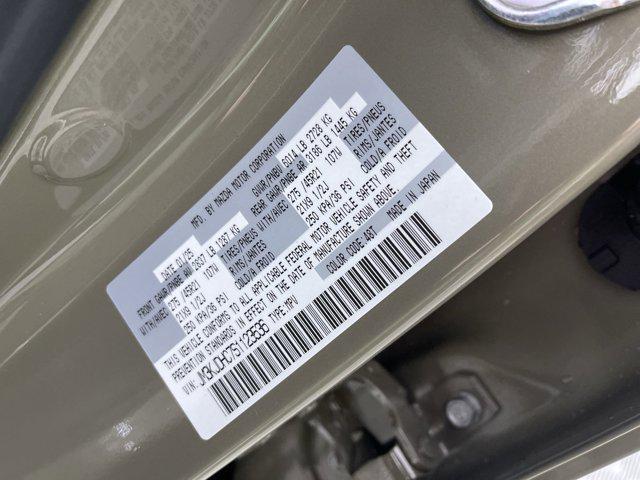 MFD. BY MAZDA MOTOR CORPORATION
DATE: 01/25 GVWR/PNBV 6014 LB 2728 KG
FRONT GAWR/PNBE AV 2837 LB 1287 KG REAR GAWR/PNBE AR 3186 LB 1445 KG
WITH/AVEC 275 /45R21 107W TIRES/PNEUS WITH/AVEC 275 /45R21 107W TIRES/PNEUS
21X9 1/2J RIMS/JANTES 21X9 1/2J RIMS/JANTES
250 KPA/36 PSI COLD/A FROID 250 KPA/36 PSI COLD/A FROID
THIS VEHICLE CONFORMS TO ALL APPLICABLE FEDERAL MOTOR VEHICLE SAFETY AND THEFT
PREVENTION STANDARDS IN EFFECT ON THE DATE OF MANUFACTURE SHOWN ABOVE.
VIN: TYPE:MPV COLOR CODE:A8T MADE IN JAPAN